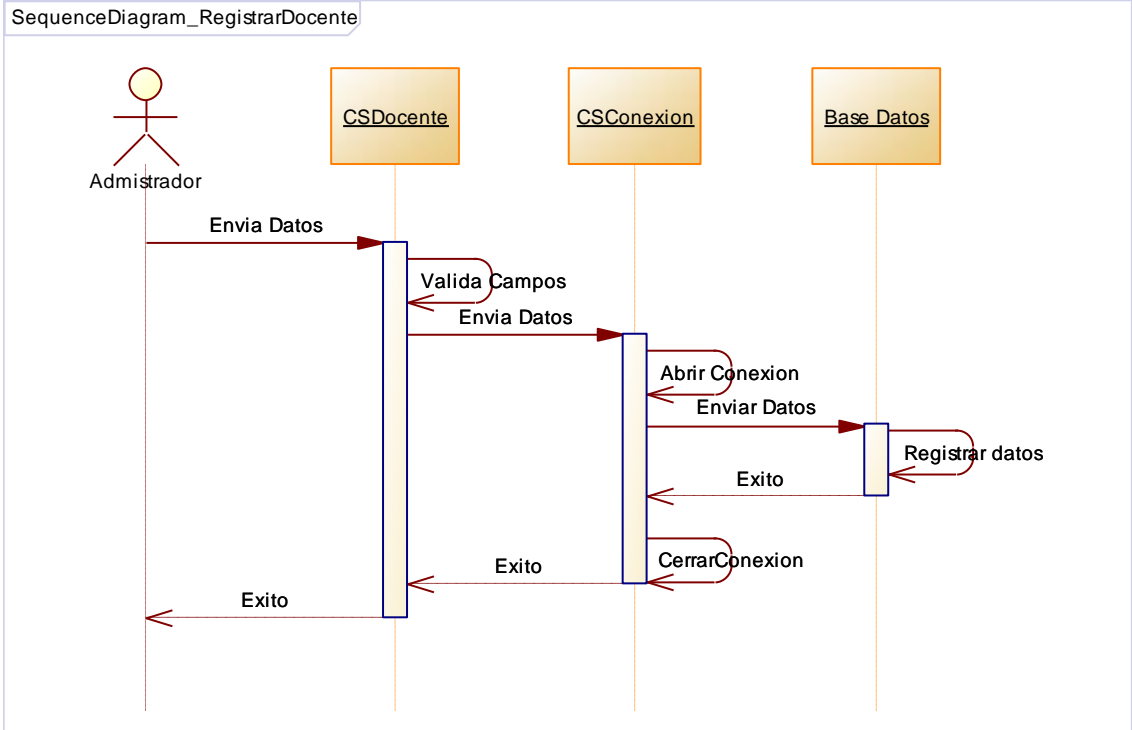 SequenceDiagram_RegistrarDocente
CSDocente
CSConexion
Base Datos
Admistrador
Envia Datos
Valida Campos
Envia Datos
Abrir Conexion
Enviar Datos
Registrar datos
Exito
CerrarConexion
Exito
Exito